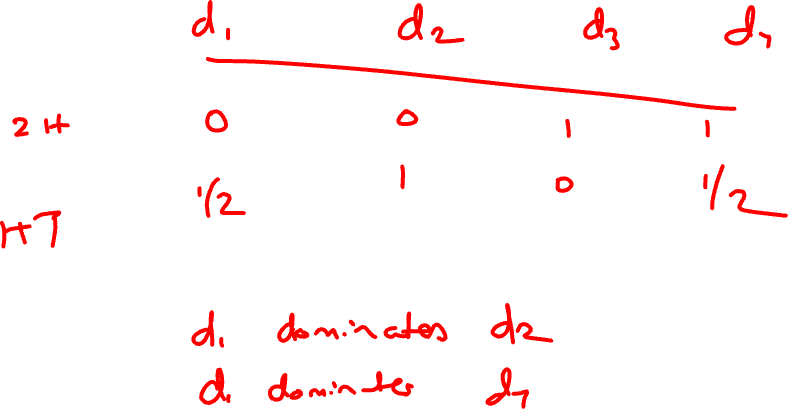 d₁ d₂ d₃ d₄
2H 0 0 1 1
HT 1/2 1 0 1/2
d₁ dominates d₂
d₁ dominates d₄